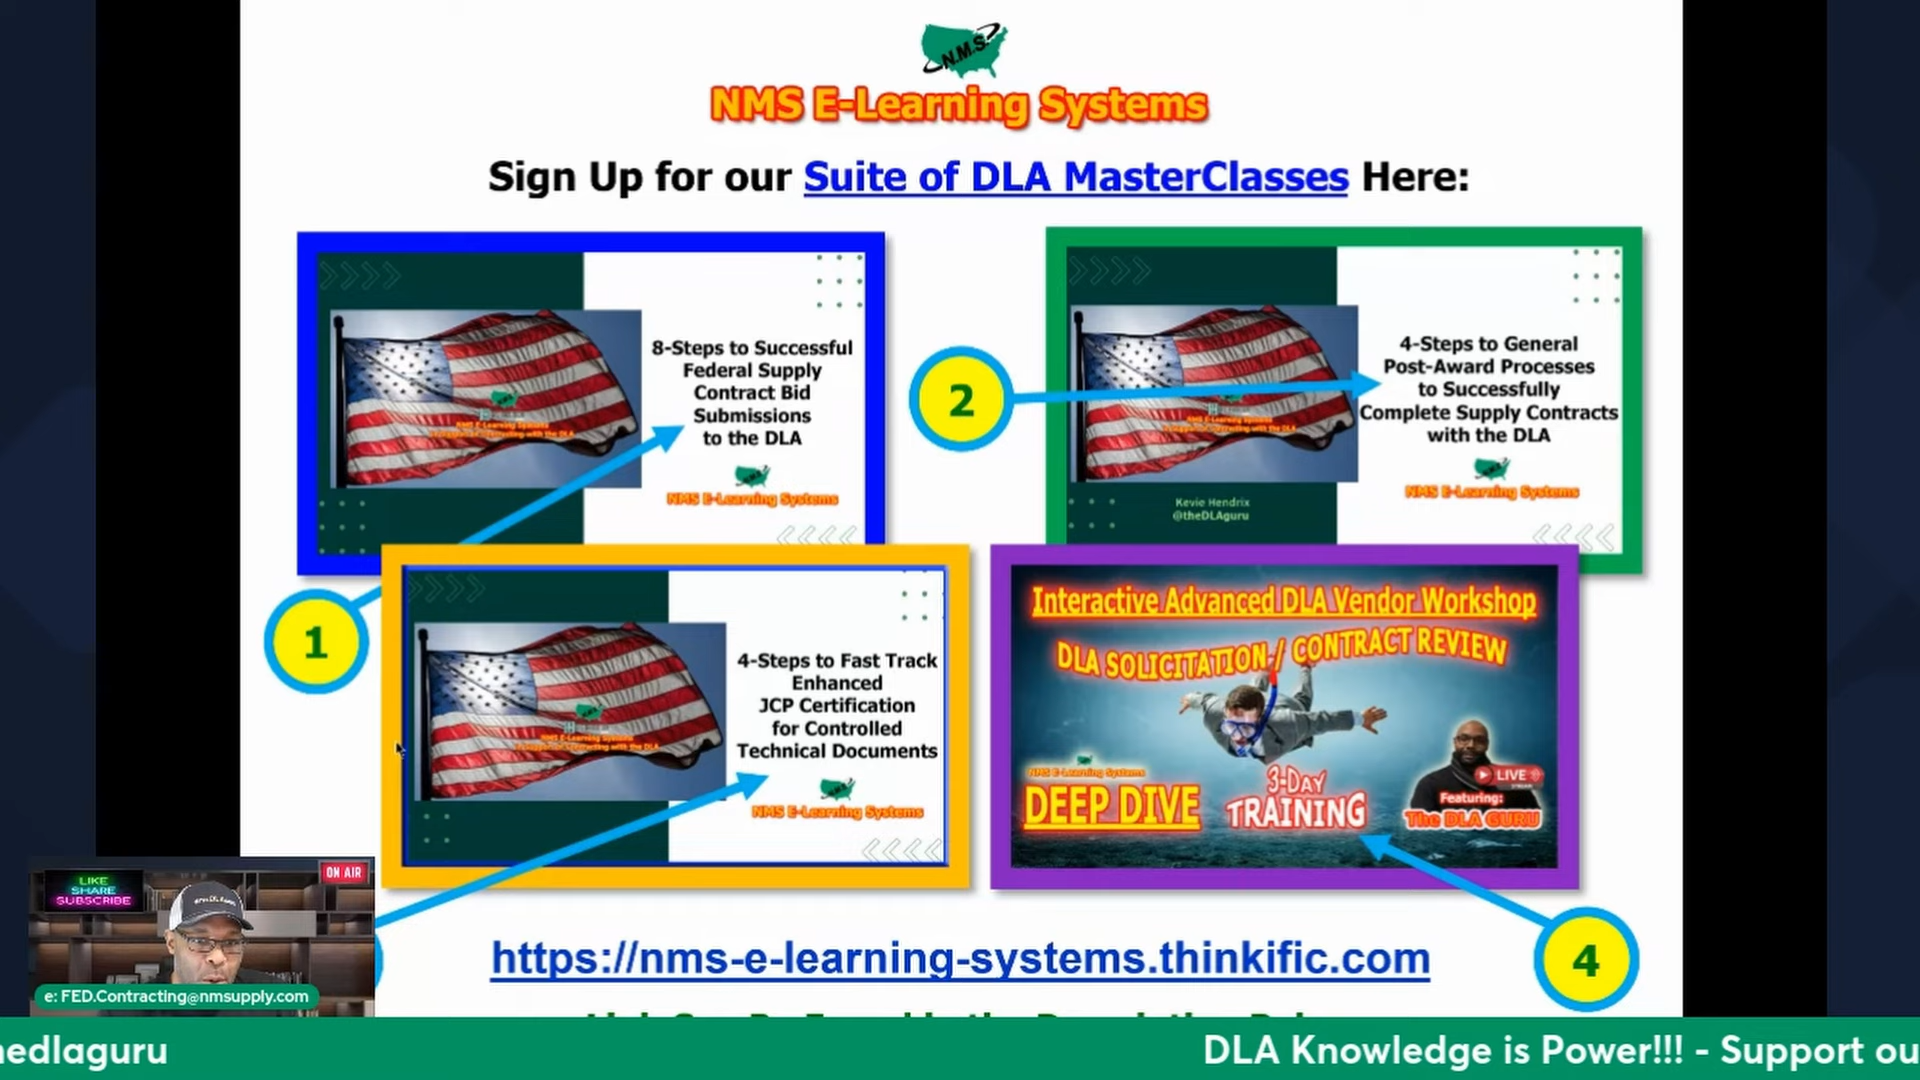 N.M.S.
NMS E-Learning Systems
Sign Up for our Suite of DLA MasterClasses Here:
8-Steps to Successful
Federal Supply
Contract Bid
Submissions
to the DLA
NMS E-Learning Systems
1
2
4-Steps to General
Post-Award Processes
to Successfully
Complete Supply Contracts
with the DLA
NMS E-Learning Systems
Kevie Hendrix
@theDLAguru
4-Steps to Fast Track
Enhanced
JCP Certification
for Controlled
Technical Documents
NMS E-Learning Systems
Interactive Advanced DLA Vendor Workshop
DLA SOLICITATION / CONTRACT REVIEW
NMS E-Learning Systems
DEEP DIVE
3-DAY
TRAINING
LIVE
Featuring:
The DLA GURU
4
https://nms-e-learning-systems.thinkific.com
LIKE
SHARE
SUBSCRIBE
ON AIR
e: FED.Contracting@nmsupply.com
edlaguru
DLA Knowledge is Power!!! - Support ou